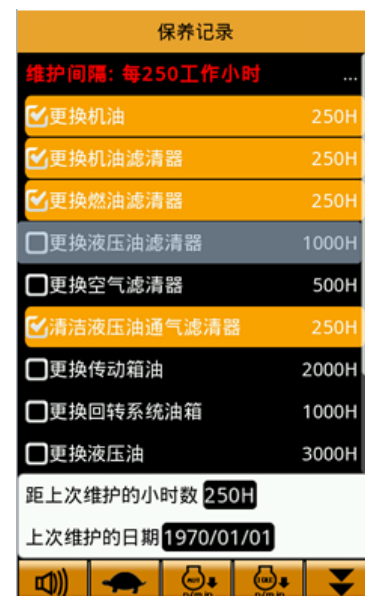 保养记录
维护间隔: 每250工作小时 ...
更换机油 250H
更换机油滤清器 250H
更换燃油滤清器 250H
更换液压油滤清器 1000H
更换空气滤清器 500H
清洁液压油通气滤清器 250H
更换传动箱油 2000H
更换回转系统油箱 1000H
更换液压油 3000H
距上次维护的小时数 250H
上次维护的日期 1970/01/01